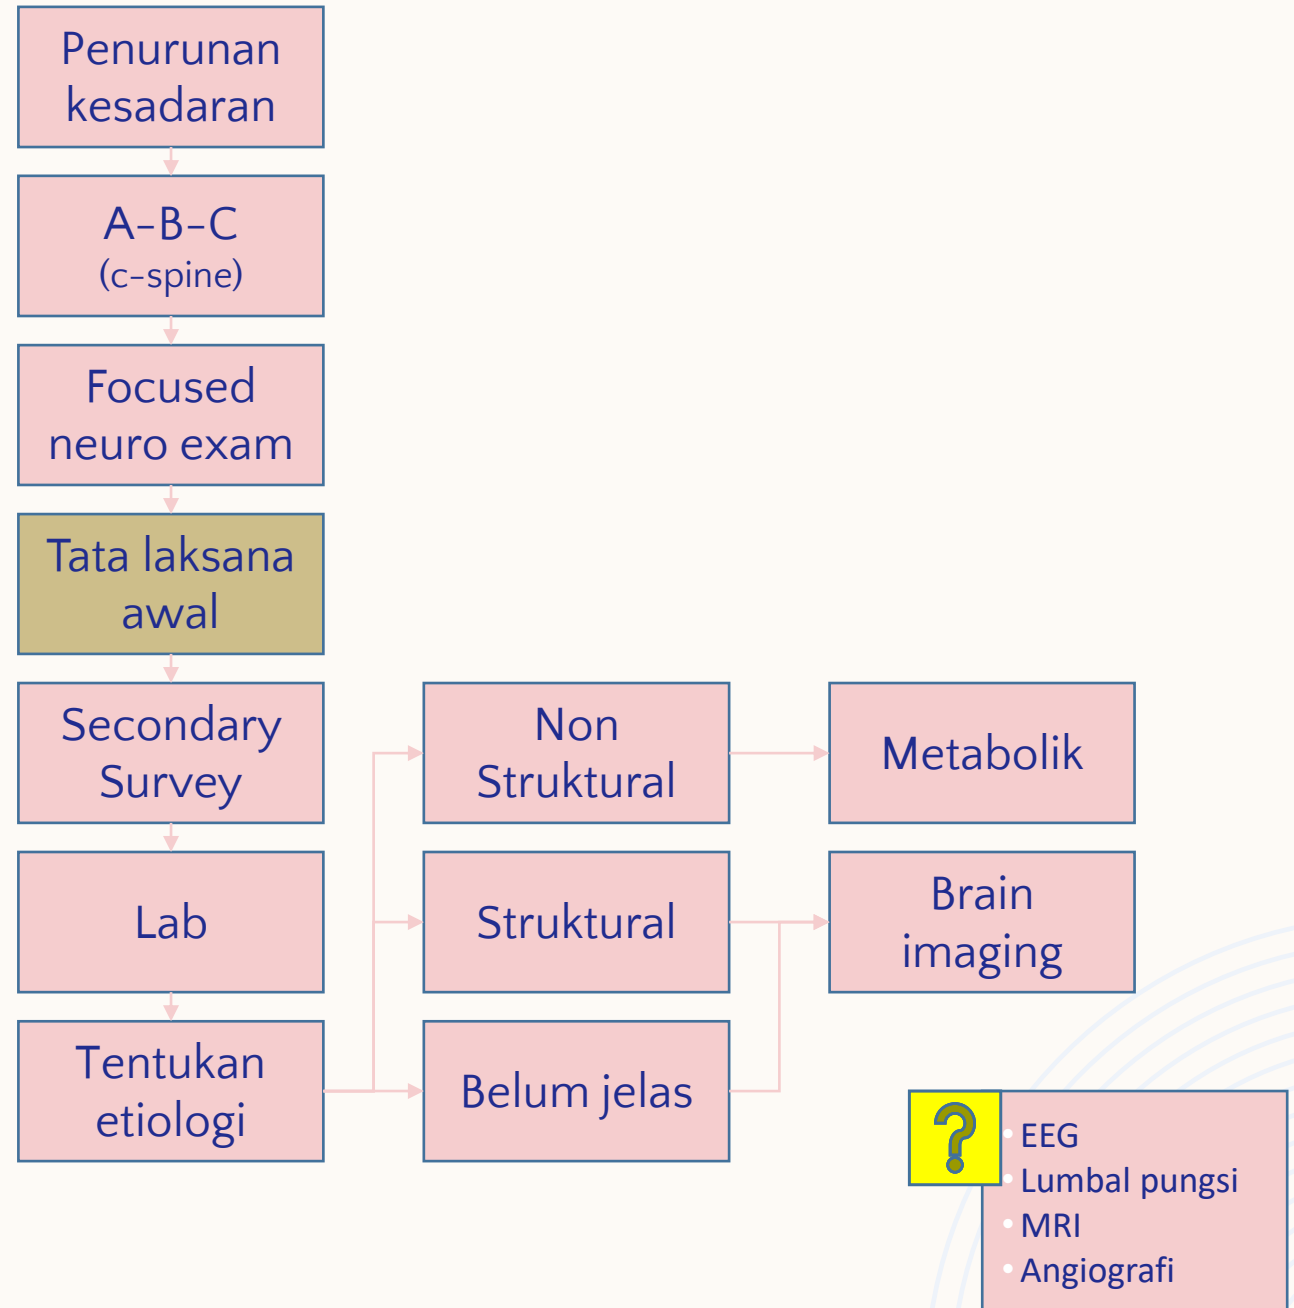 Penurunan
kesadaran
A-B-C
(c-spine)
Focused
neuro exam
Tata laksana
awal
Secondary
Survey
Non
Struktural
Metabolik
Lab
Struktural
Brain
imaging
Tentukan
etiologi
Belum jelas
?
• EEG
• Lumbal pungsi
• MRI
• Angiografi